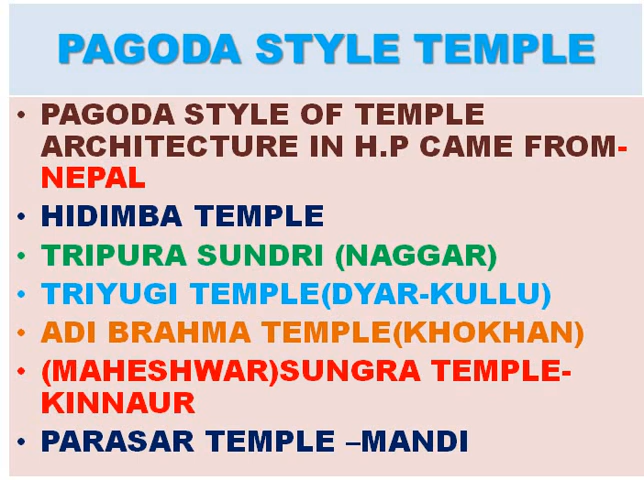 PAGODA STYLE TEMPLE
• PAGODA STYLE OF TEMPLE
ARCHITECTURE IN H.P CAME FROM-
NEPAL
• HIDIMBA TEMPLE
• TRIPURA SUNDRI (NAGGAR)
• TRIYUGI TEMPLE(DYAR-KULLU)
• ADI BRAHMA TEMPLE(KHOKHAN)
• (MAHESHWAR)SUNGRA TEMPLE-
KINNAUR
• PARASAR TEMPLE –MANDI